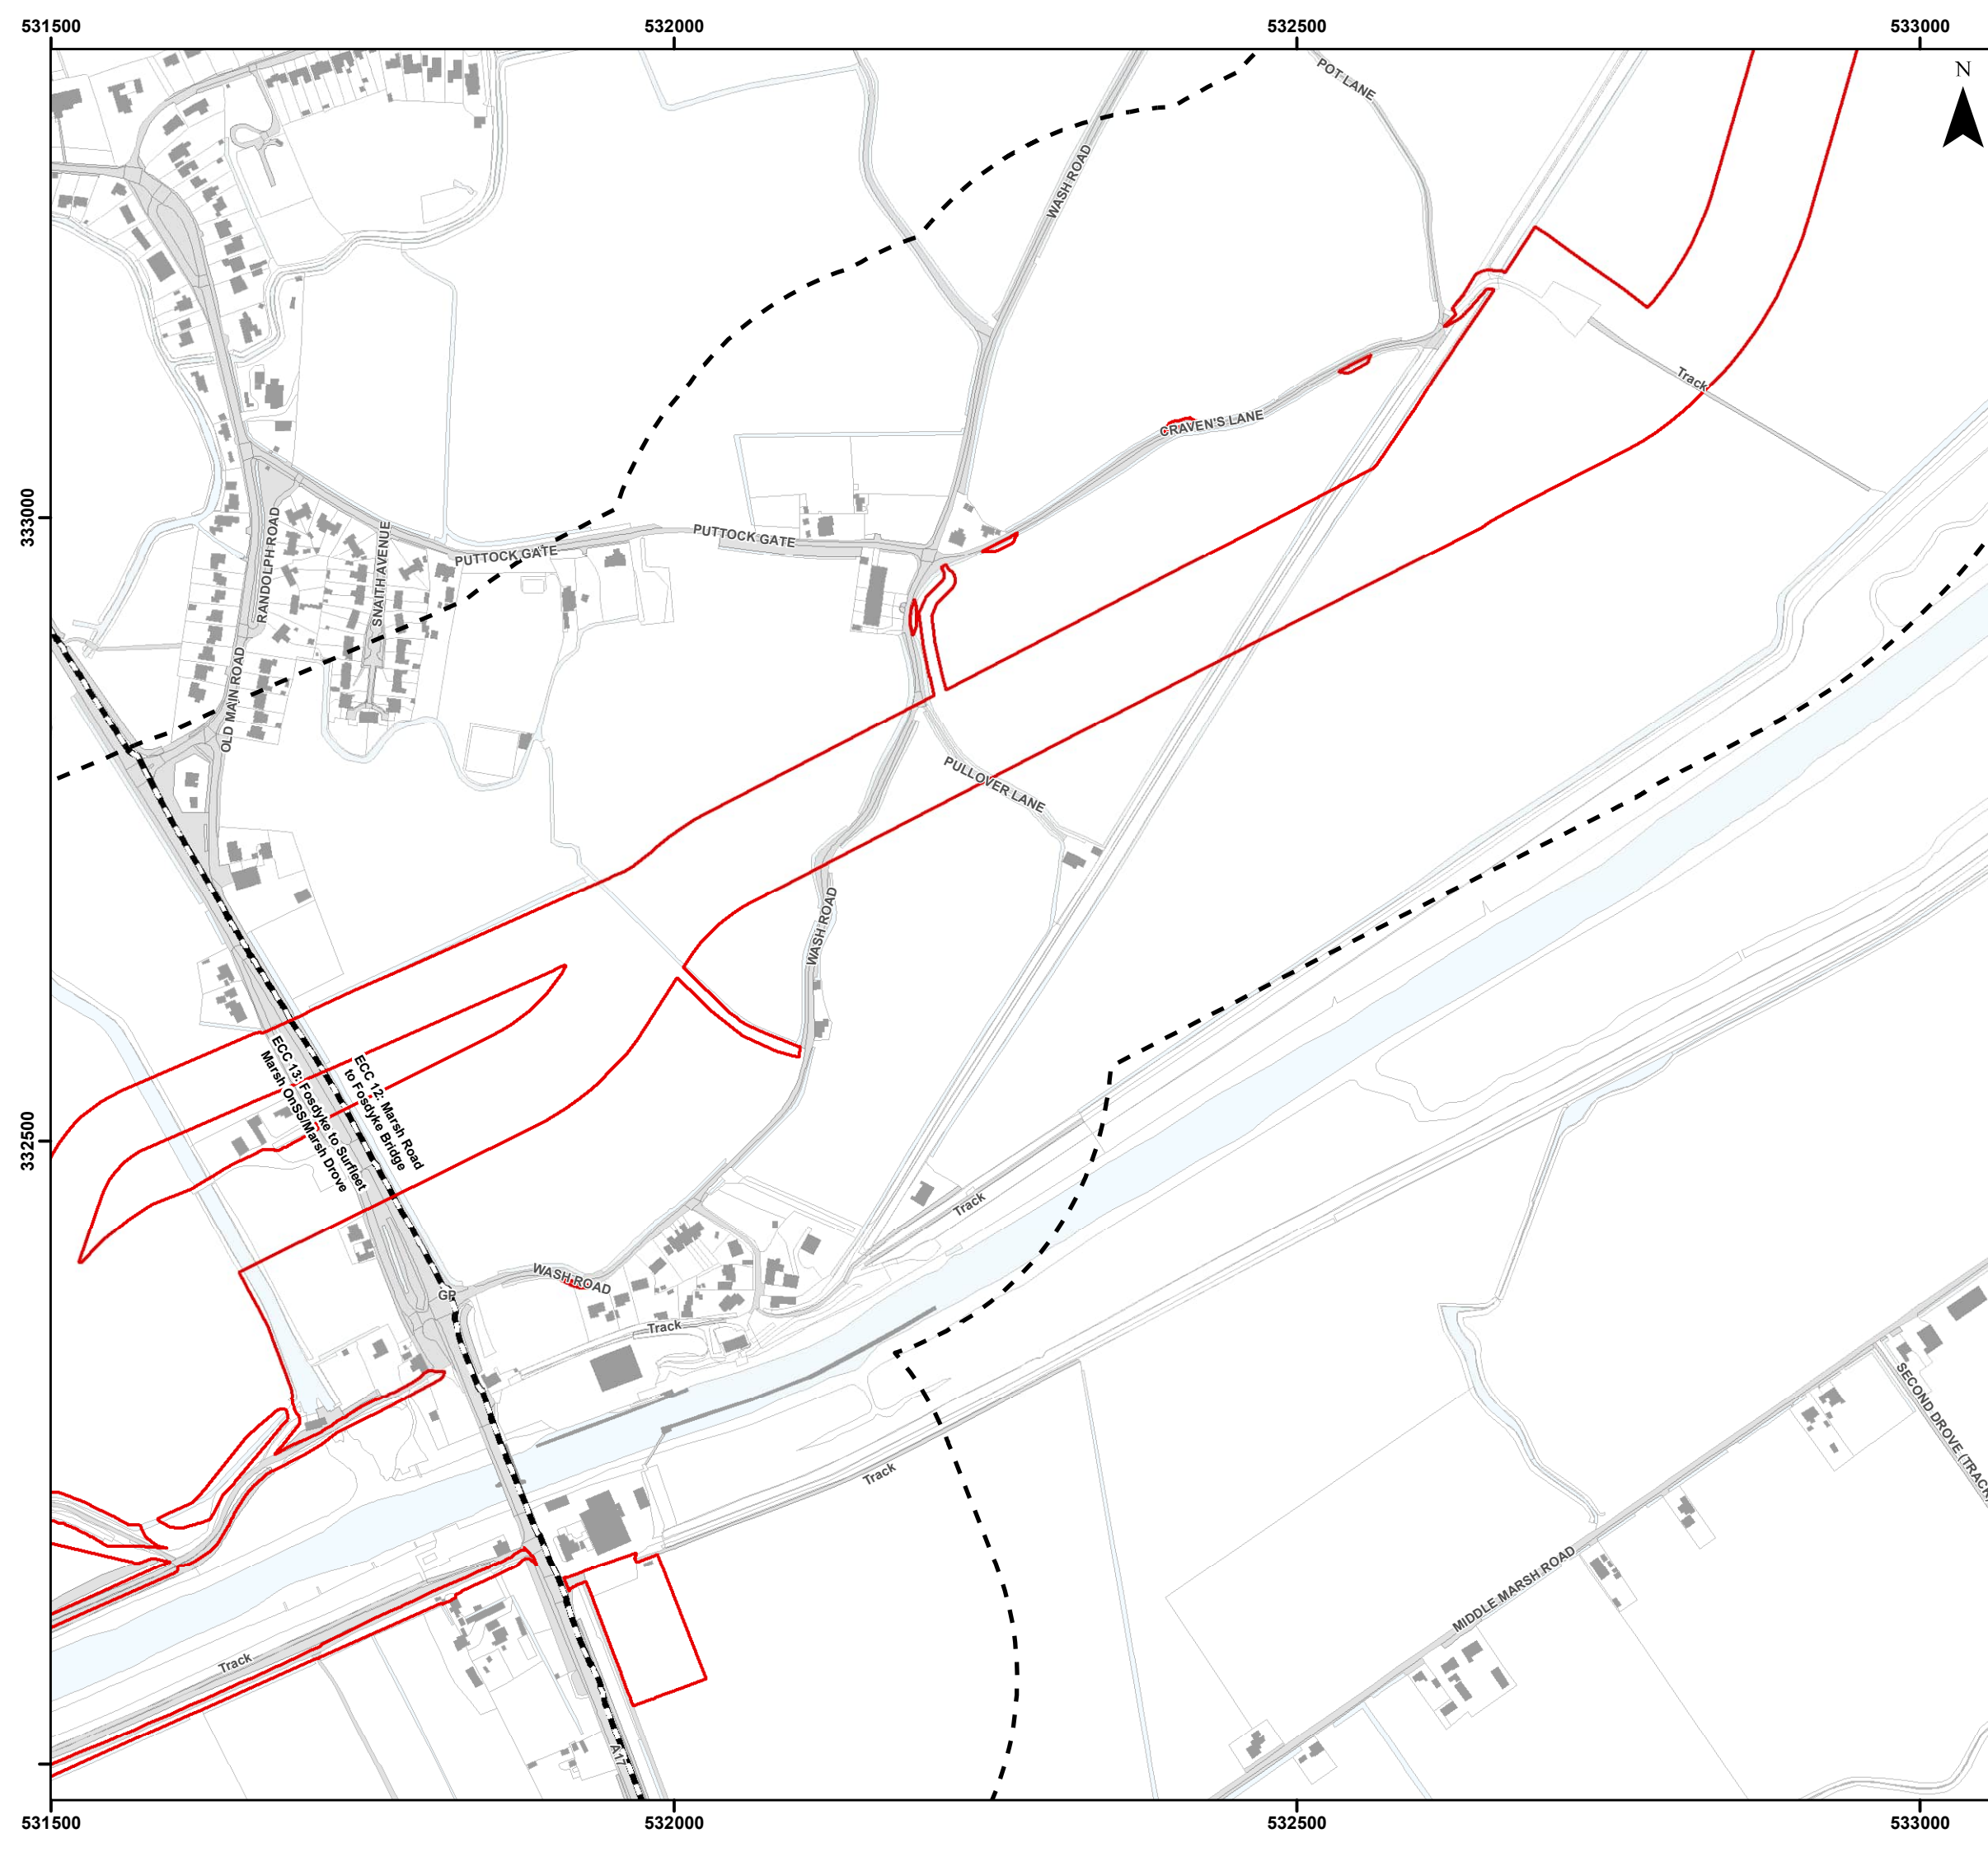 531500
532000
532500
533000
N
POT LANE
WASH ROAD
Track
CRAVEN'S LANE
333000
PUTTOCK GATE
PUTTOCK GATE
RANDOLPH ROAD
SNAITH AVENUE
OLD MAIN ROAD
PULLOVER LANE
WASH ROAD
ECC 12: Marsh Road
to Fosdyke Bridge
ECC 13: Fosdyke to Surfleet
Marsh OnSS/Marsh Drove
332500
Track
WASH ROAD
GP
Track
SECOND DROVE (TRACK
Track
MIDDLE MARSH ROAD
Track
A17
531500
532000
532500
533000